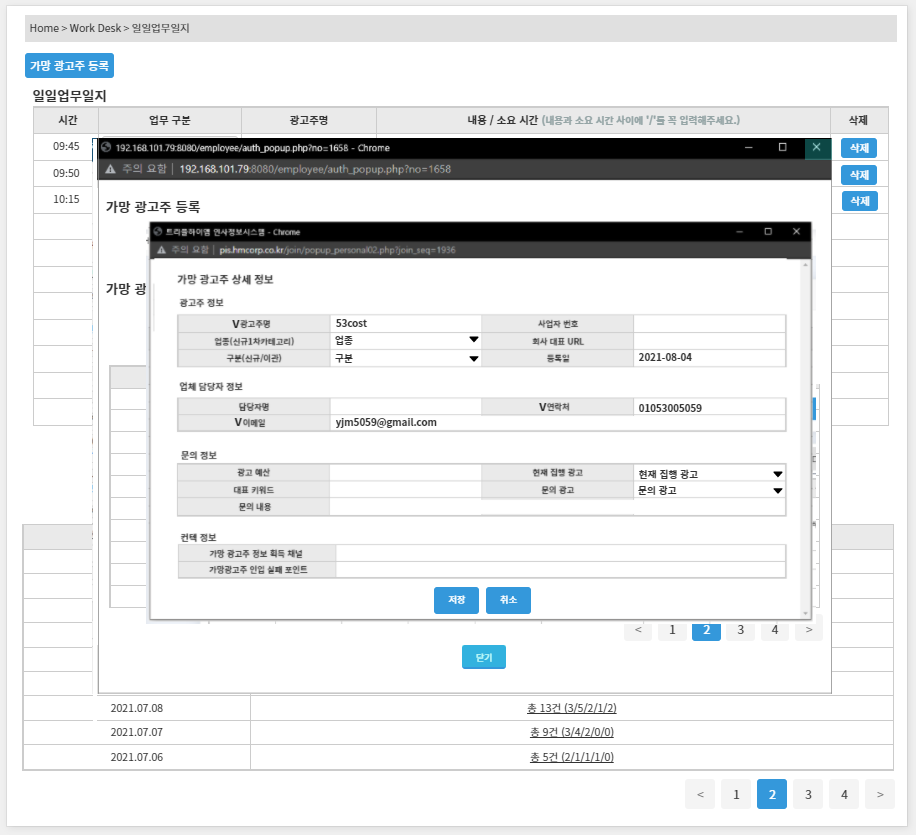 Home > Work Desk > 일일업무일지
가망 광고주 등록
일일업무일지
시간 업무 구분 광고주명 내용 / 소요 시간 (내용과 소요 시간 사이에 '/'를 꼭 입력해주세요.) 삭제
09:45 삭제
192.168.101.79:8080/employee/auth_popup.php?no=1658 - Chrome
주의 요함 | 192.168.101.79:8080/employee/auth_popup.php?no=1658
09:50 삭제
10:15 삭제
가망 광고주 등록
트리플하이엠 인사정보시스템 - Chrome
주의 요함 | pis.hmcorp.co.kr/join/popup_personal02.php?join_seq=1936
가망 광
가망 광고주 상세 정보
광고주 정보
V광고주명 53cost 사업자 번호
업종(신규1차카테고리) 업종 회사 대표 URL
구분(신규/이관) 구분 등록일 2021-08-04
업체 담당자 정보
담당자명 V연락처 01053005059
V이메일 yjm5059@gmail.com
문의 정보
광고 예산 현재 집행 광고 현재 집행 광고
대표 키워드 문의 광고 문의 광고
문의 내용
컨텍 정보
가망 광고주 정보 획득 채널
가망광고주 인입 실패 포인트
저장 취소
< 1 2 3 4 >
닫기
2021.07.08 총 13건 (3/5/2/1/2)
2021.07.07 총 9건 (3/4/2/0/0)
2021.07.06 총 5건 (2/1/1/1/0)
< 1 2 3 4 >